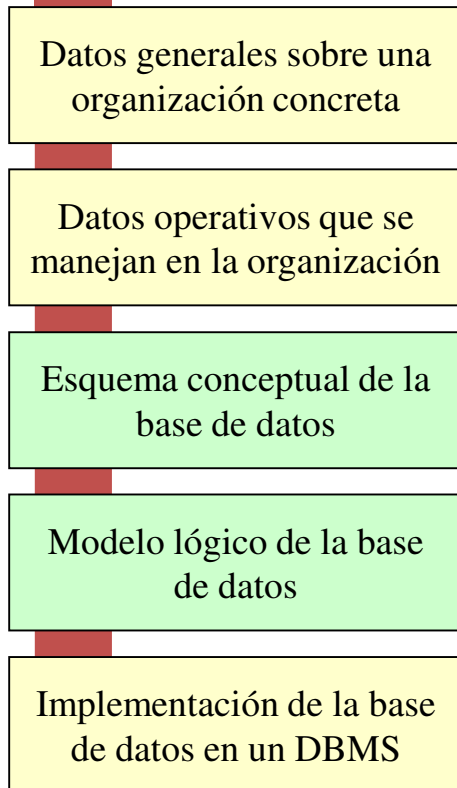 Datos generales sobre una
organización concreta
Datos operativos que se
manejan en la organización
Esquema conceptual de la
base de datos
Modelo lógico de la base
de datos
Implementación de la base
de datos en un DBMS